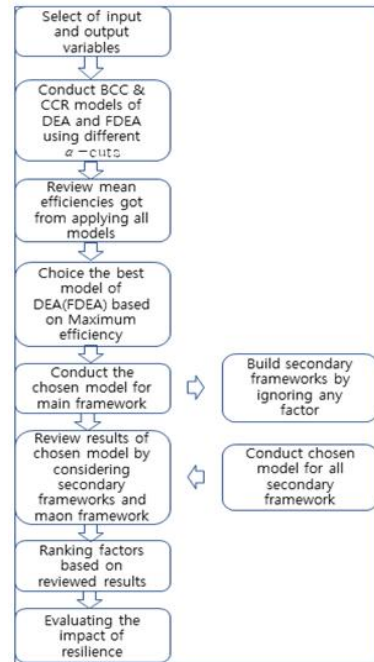 Select of input
and output
variables
Conduct BCC &
CCR models of
DEA and FDEA
using different
α-cuts
Review mean
efficiencies got
from applying all
models
Choice the best
model of
DEA(FDEA) based
on Maximum
efficiency
Conduct the
chosen model for
main framework
Build secondary
frameworks by
ignoring any
factor
Review results of
chosen model by
considering
secondary
frameworks and
maon framework
Conduct chosen
model for all
secondary
framework
Ranking factors
based on
reviewed results
Evaluating the
impact of
resilience